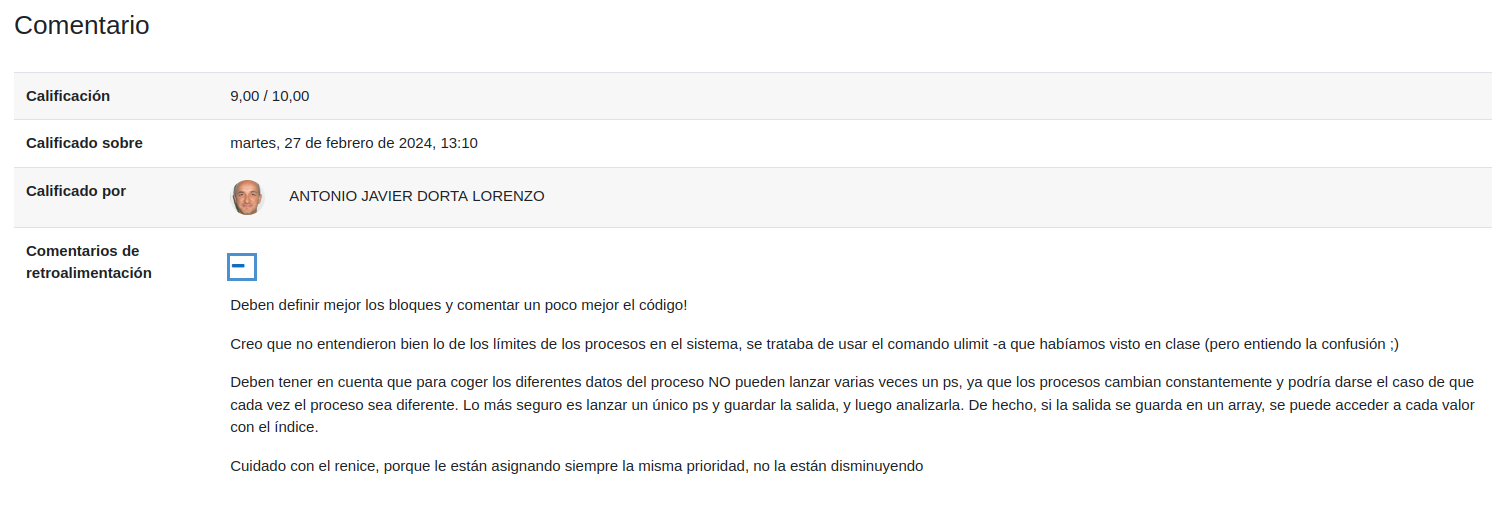 Comentario
Calificación 9,00 / 10,00
Calificado sobre martes, 27 de febrero de 2024, 13:10
Calificado por ANTONIO JAVIER DORTA LORENZO
Comentarios de
retroalimentación
Deben definir mejor los bloques y comentar un poco mejor el código!
Creo que no entendieron bien lo de los límites de los procesos en el sistema, se trataba de usar el comando ulimit -a que habíamos visto en clase (pero entiendo la confusión ;)
Deben tener en cuenta que para coger los diferentes datos del proceso NO pueden lanzar varias veces un ps, ya que los procesos cambian constantemente y podría darse el caso de que
cada vez el proceso sea diferente. Lo más seguro es lanzar un único ps y guardar la salida, y luego analizarla. De hecho, si la salida se guarda en un array, se puede acceder a cada valor
con el índice.
Cuidado con el renice, porque le están asignando siempre la misma prioridad, no la están disminuyendo